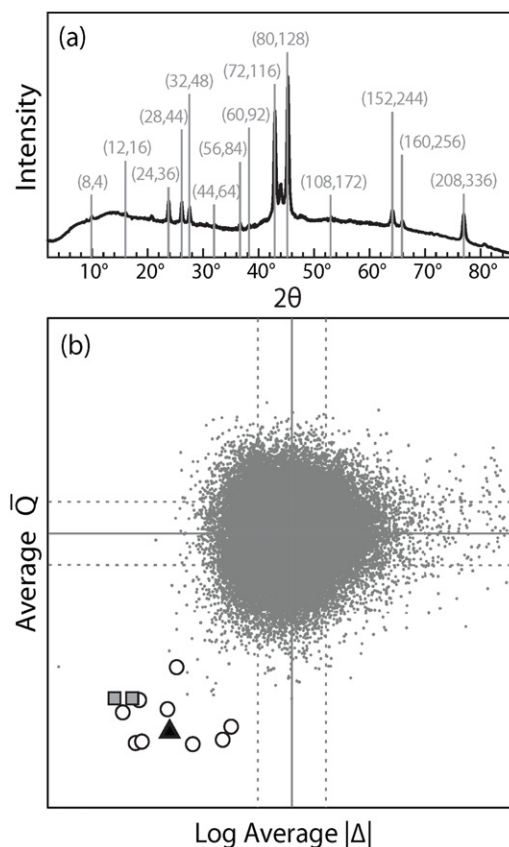 (a)
(80,128)
(72,116)
(32,48)
(152,244)
(28,44)
(60,92)
(12,16)
(56,84)
(160,256)
(24,36)
(8,4)
(44,64)
(108,172)
(208,336)
Intensity
10° 20° 30° 40° 50° 60° 70° 80°
2θ
(b)
Average Q̅
Log Average |Δ|